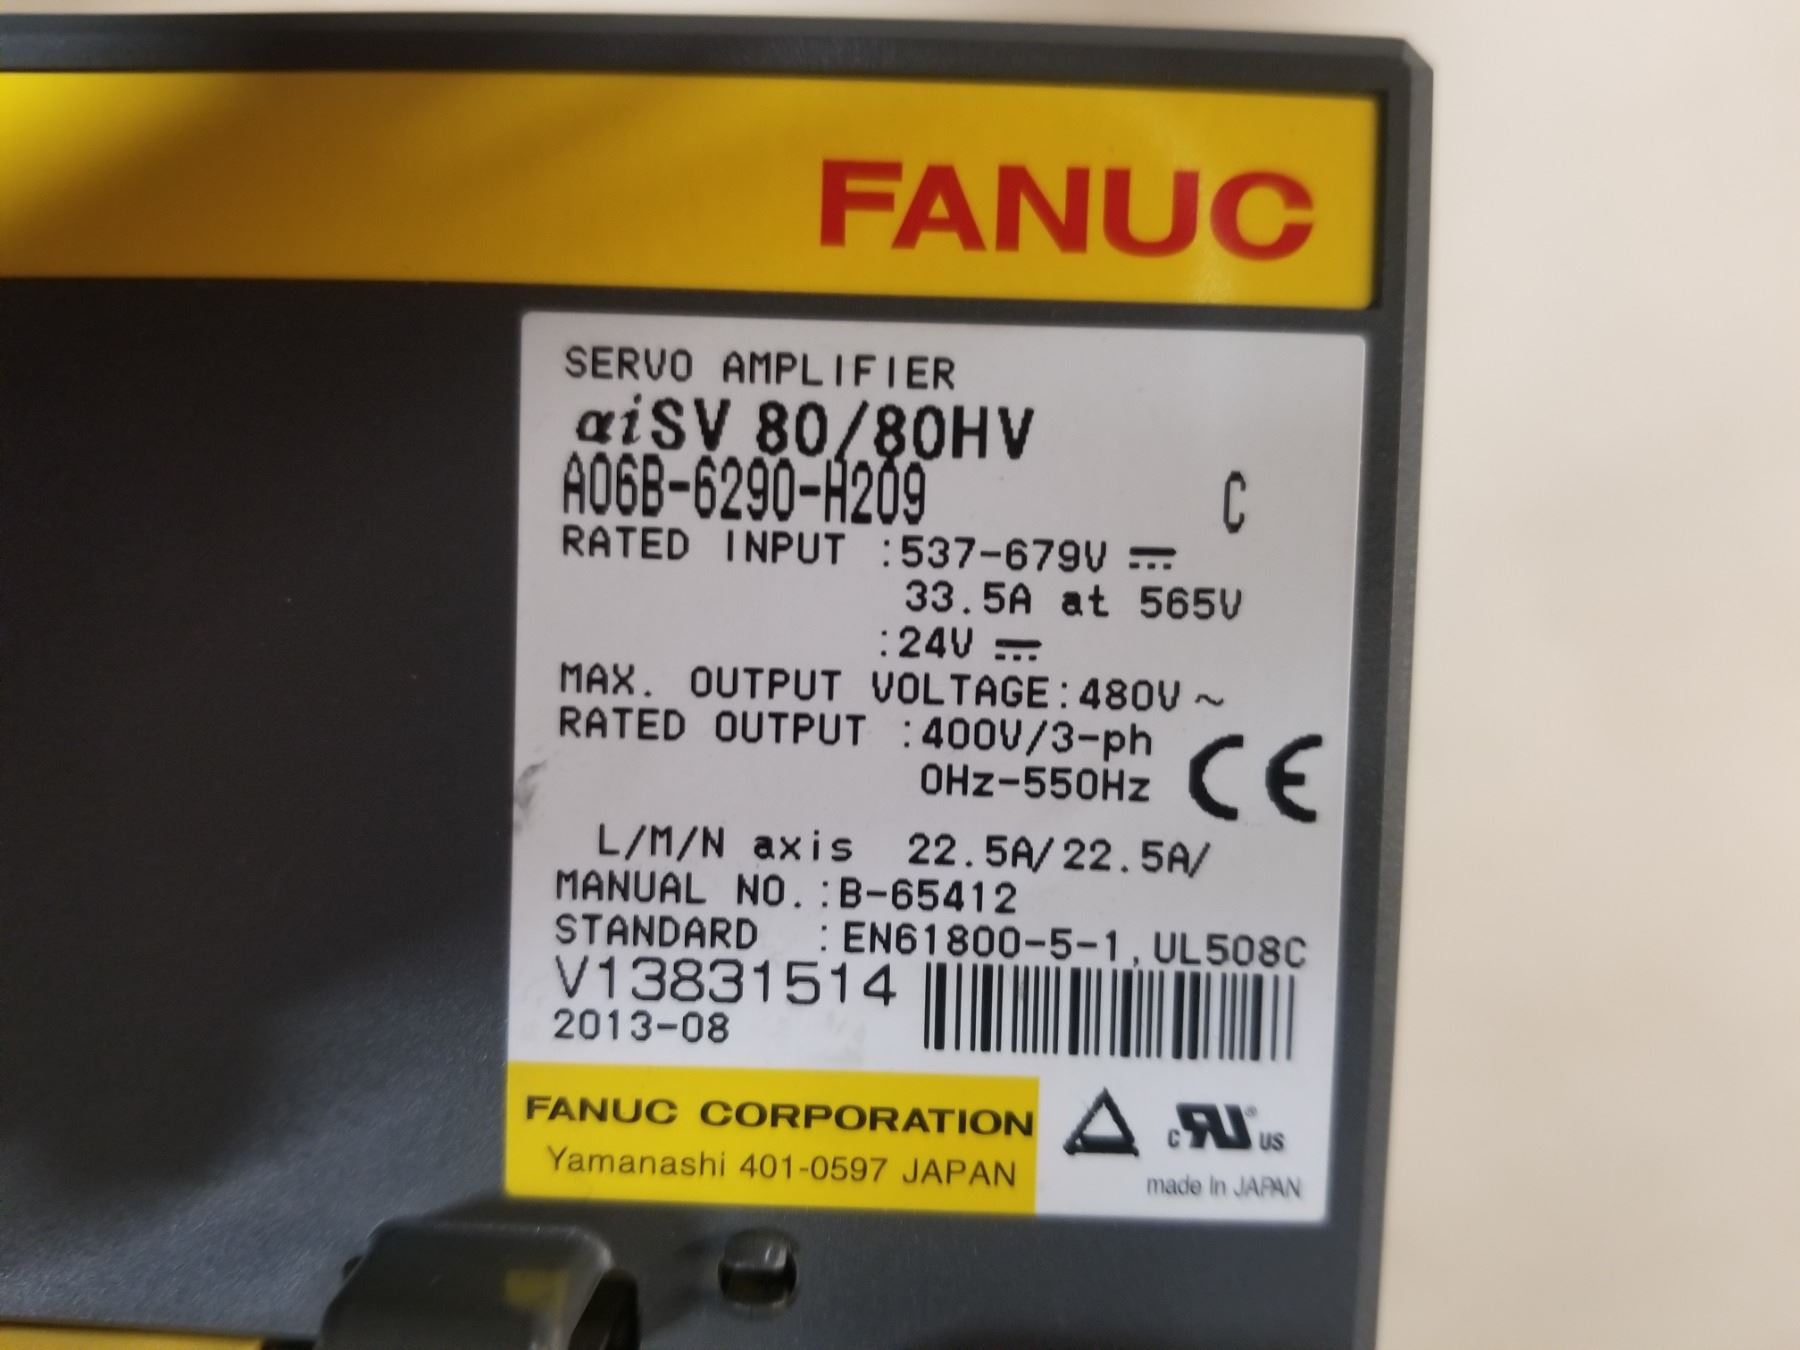 FANUC
SERVO AMPLIFIER
αiSV 80/80HV
A06B-6290-H209 C
RATED INPUT :537-679V ⎓
33.5A at 565V
:24V ⎓
MAX. OUTPUT VOLTAGE:480V ~
RATED OUTPUT :400V/3-ph
0Hz-550Hz
CE
L/M/N axis 22.5A/22.5A/
MANUAL NO.:B-65412
STANDARD :EN61800-5-1,UL508C
V13831514
2013-08
FANUC CORPORATION
Yamanashi 401-0597 JAPAN
c RU ® US
made in JAPAN